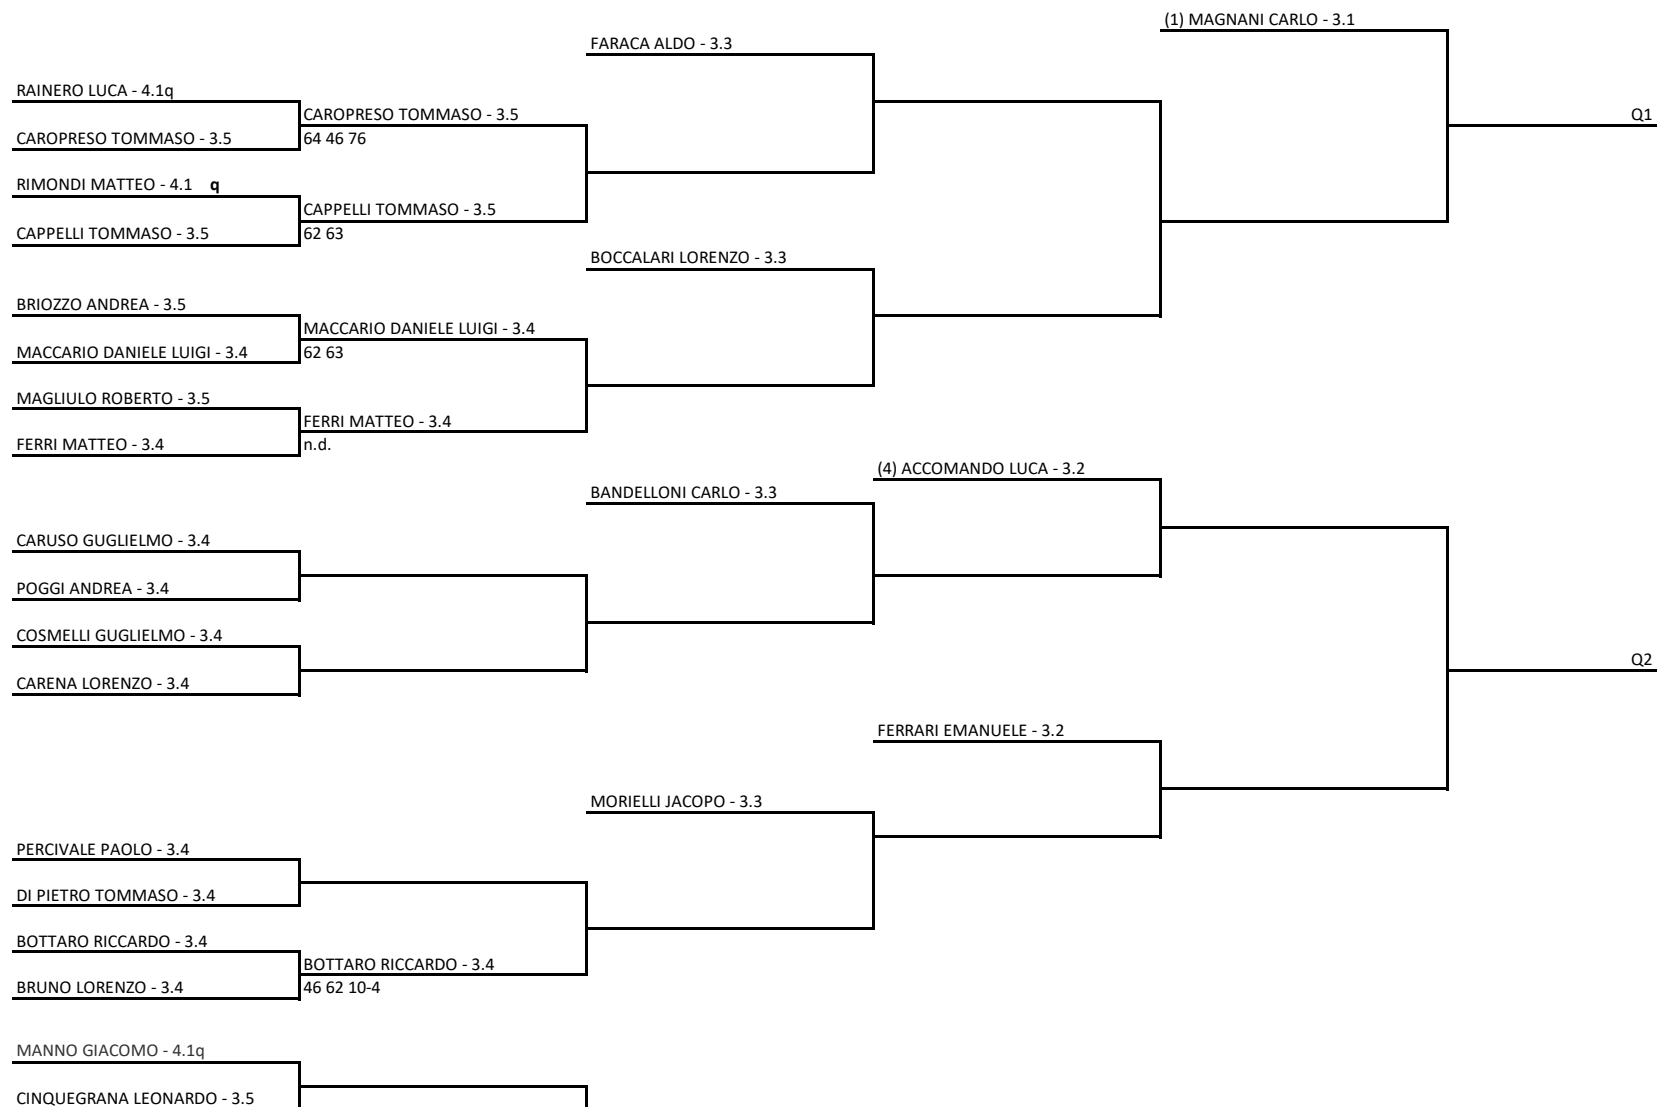 (1) MAGNANI CARLO - 3.1
FARACA ALDO - 3.3
RAINERO LUCA - 4.1q
CAROPRESO TOMMASO - 3.5
Q1
CAROPRESO TOMMASO - 3.5
64 46 76
RIMONDI MATTEO - 4.1 q
CAPPELLI TOMMASO - 3.5
CAPPELLI TOMMASO - 3.5
62 63
BOCCALARI LORENZO - 3.3
BRIOZZO ANDREA - 3.5
MACCARIO DANIELE LUIGI - 3.4
MACCARIO DANIELE LUIGI - 3.4
62 63
MAGLIULO ROBERTO - 3.5
FERRI MATTEO - 3.4
FERRI MATTEO - 3.4
n.d.
(4) ACCOMANDO LUCA - 3.2
BANDELLONI CARLO - 3.3
CARUSO GUGLIELMO - 3.4
POGGI ANDREA - 3.4
COSMELLI GUGLIELMO - 3.4
Q2
CARENA LORENZO - 3.4
FERRARI EMANUELE - 3.2
MORIELLI JACOPO - 3.3
PERCIVALE PAOLO - 3.4
DI PIETRO TOMMASO - 3.4
BOTTARO RICCARDO - 3.4
BOTTARO RICCARDO - 3.4
BRUNO LORENZO - 3.4
46 62 10-4
MANNO GIACOMO - 4.1q
CINQUEGRANA LEONARDO - 3.5